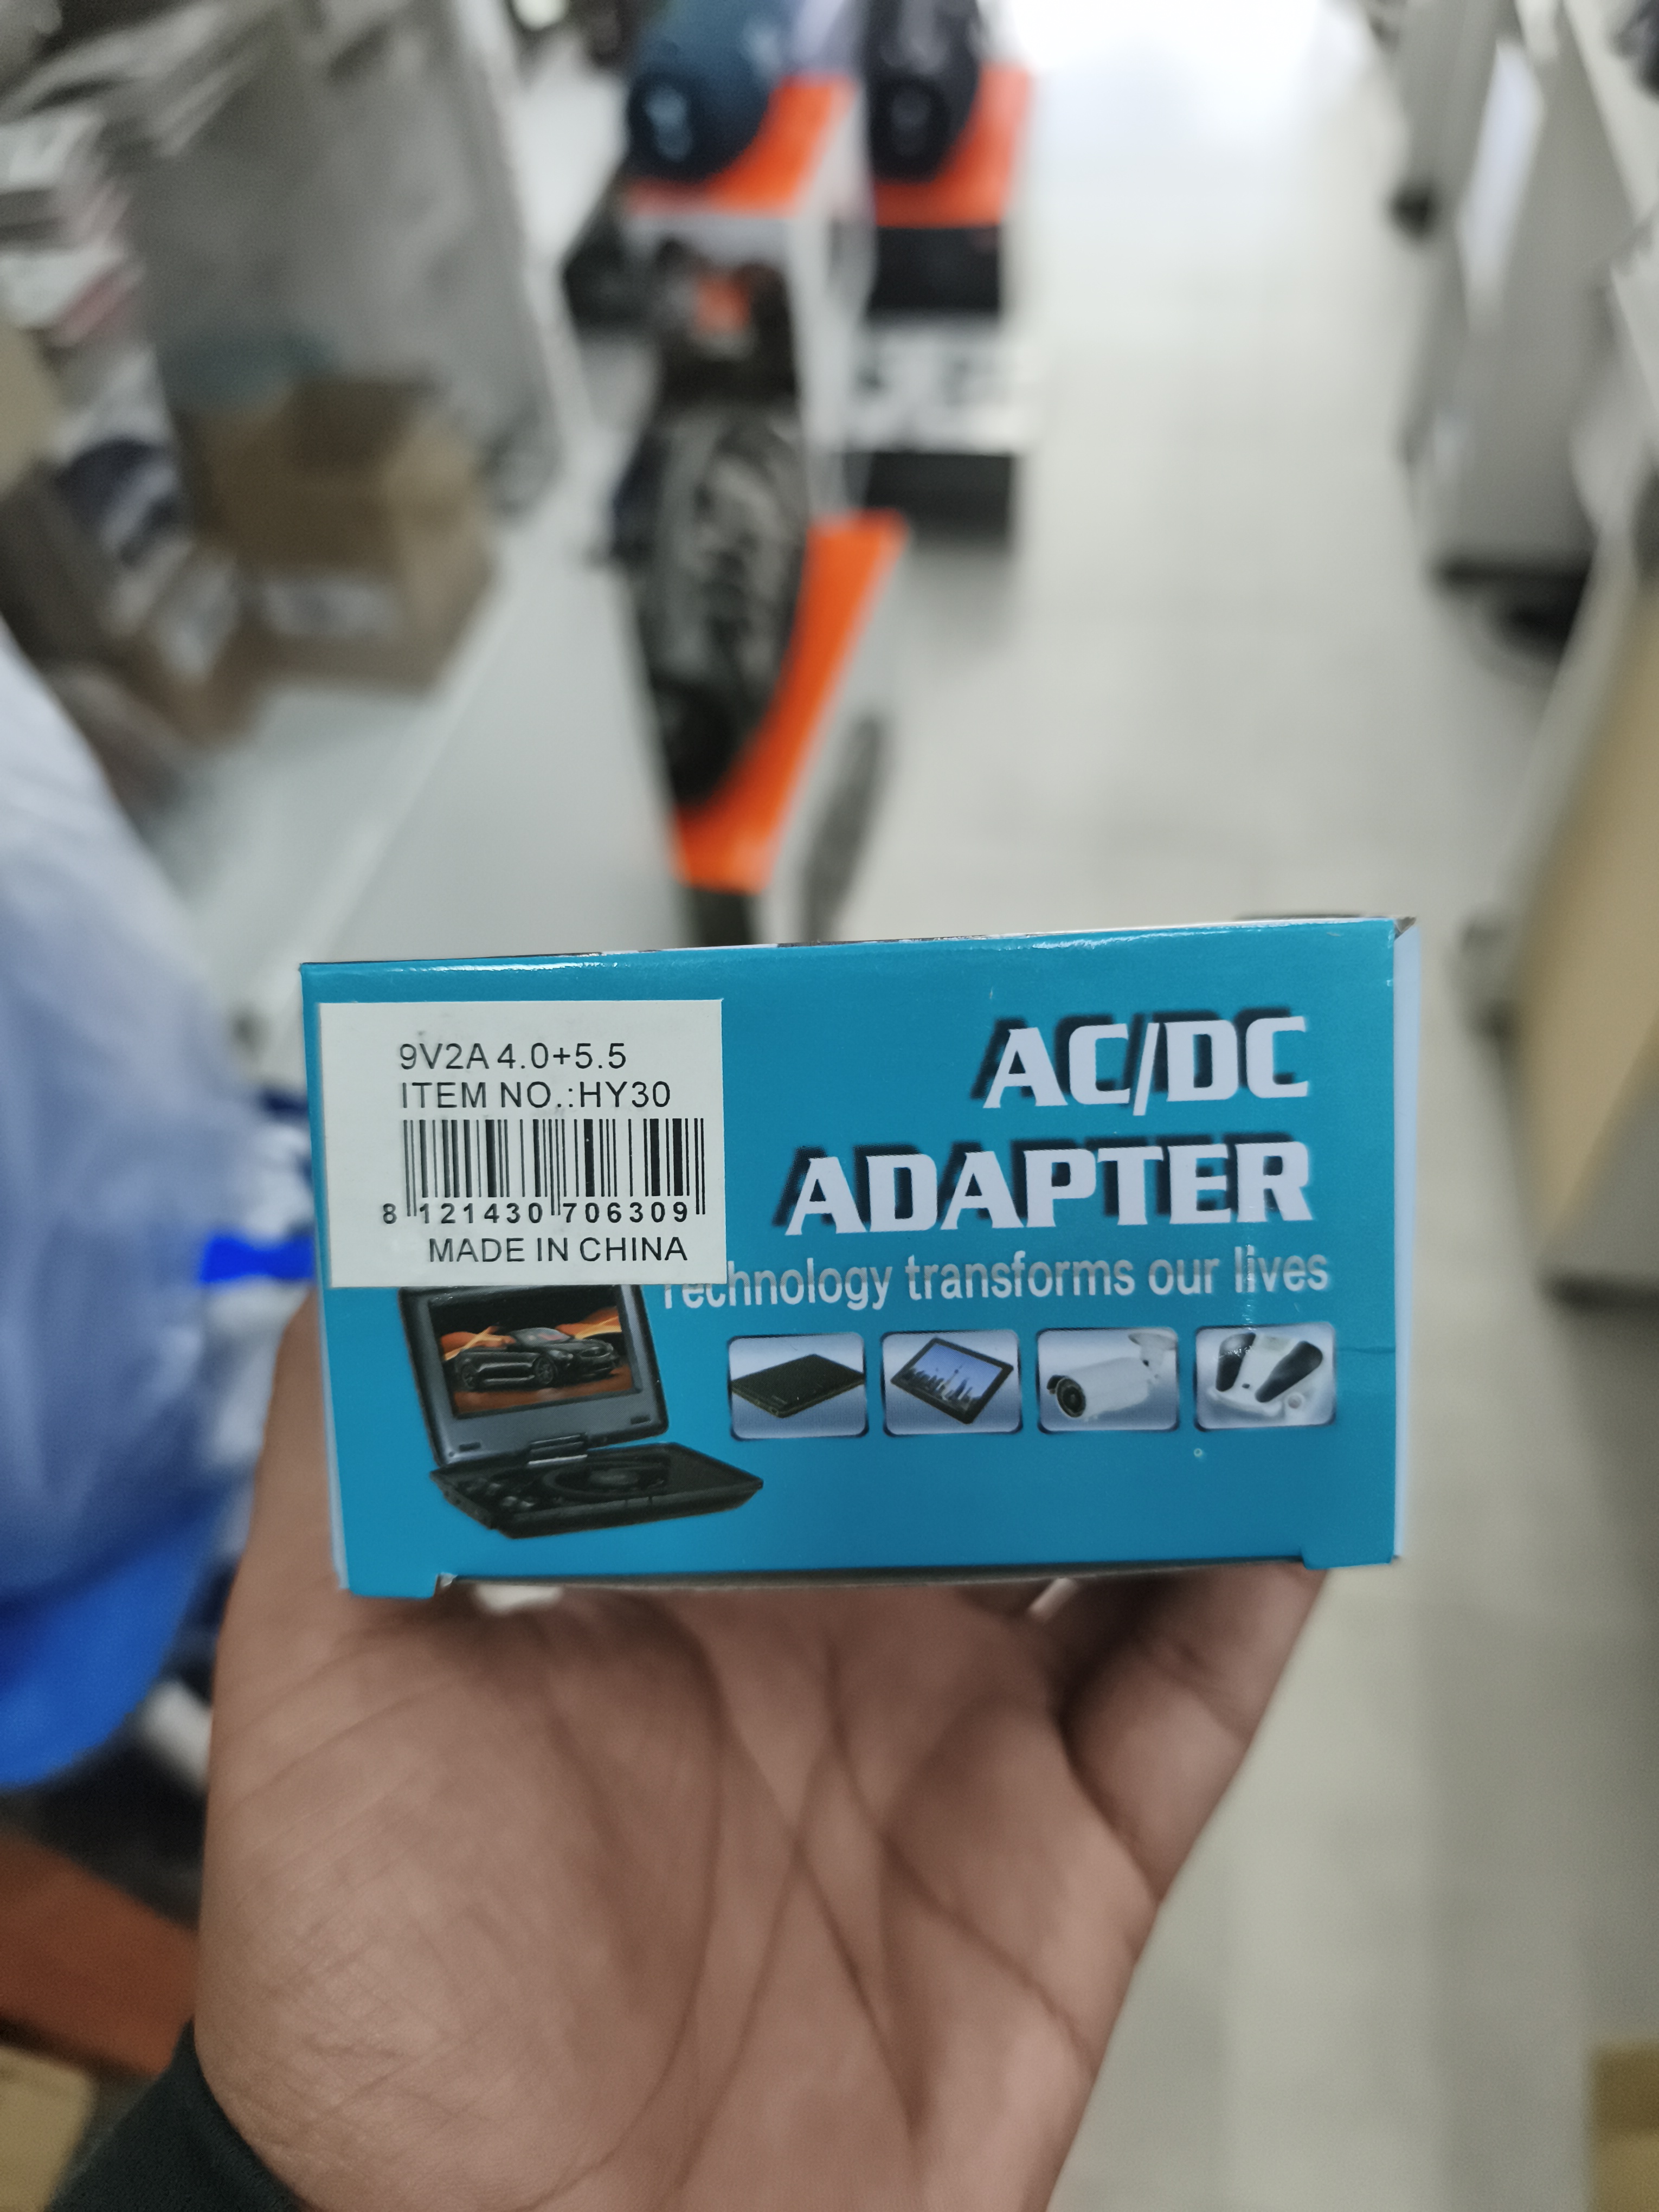 9V2A 4.0+5.5
ITEM NO.:HY30
8 121430 706309
MADE IN CHINA
AC/DC
ADAPTER
Technology transforms our lives